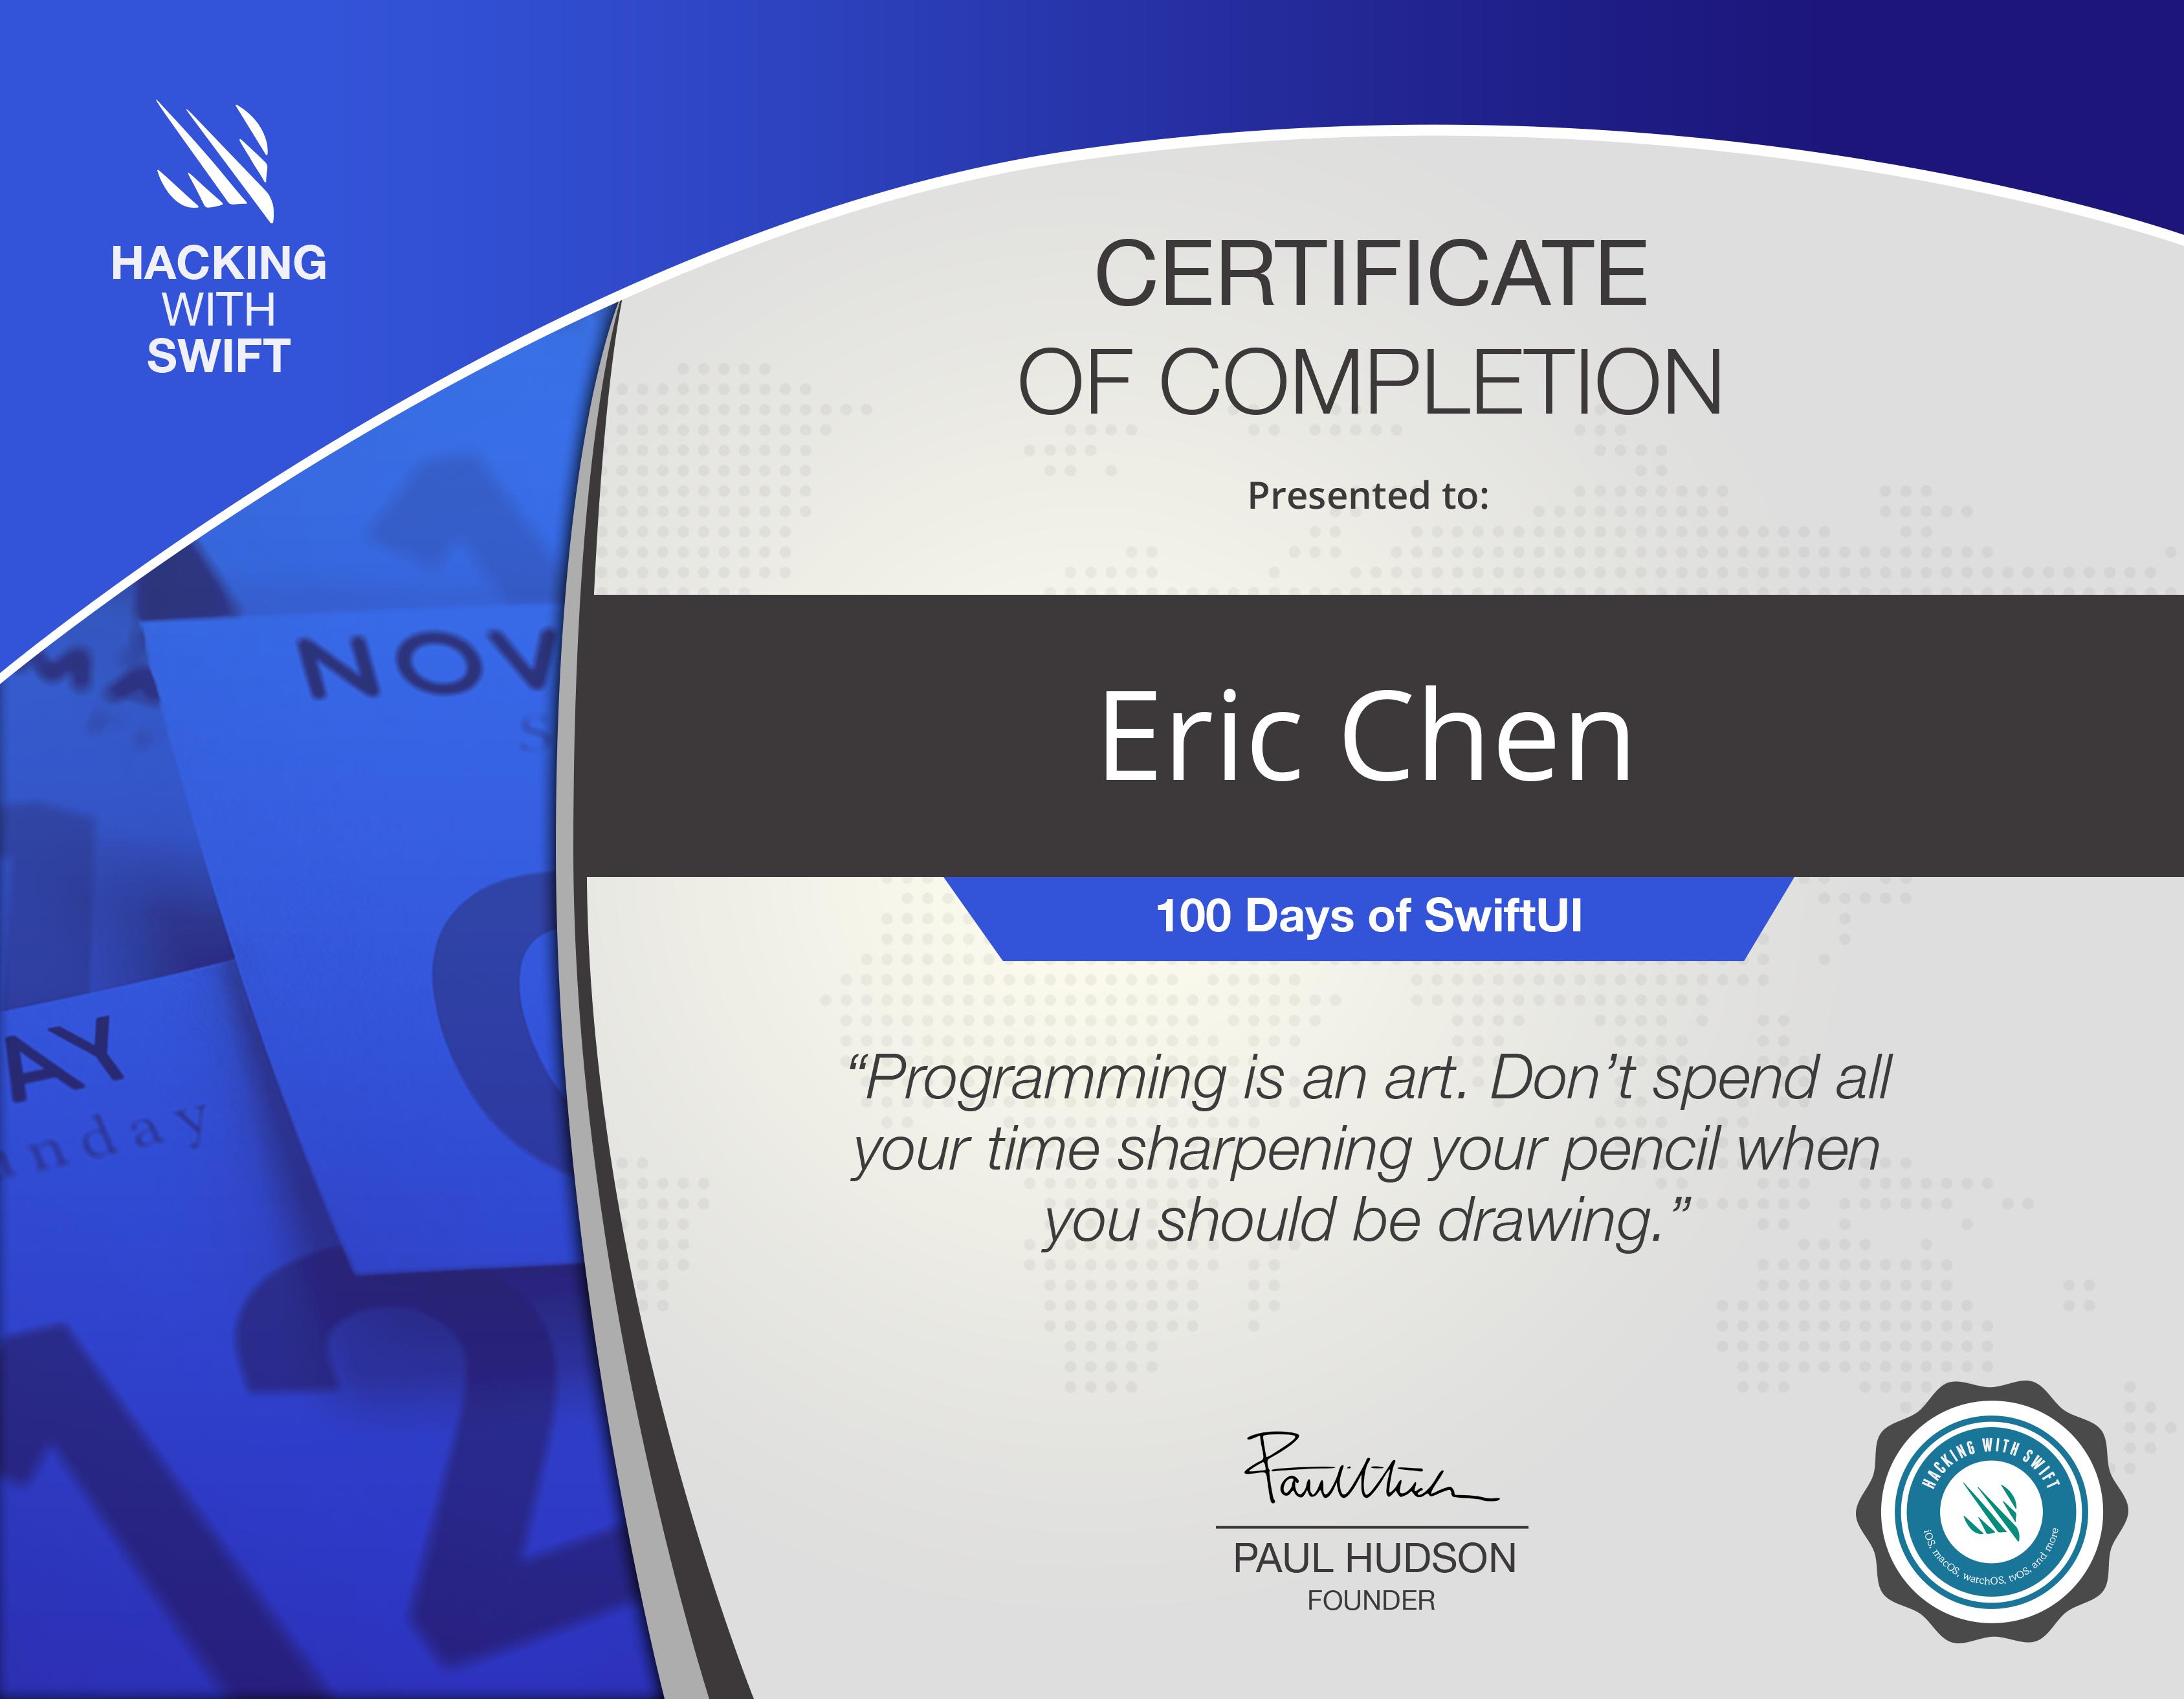 HACKING
WITH
SWIFT
CERTIFICATE
OF COMPLETION
Presented to:
NOV
Eric Chen
100 Days of SwiftUI
AY
nday
“Programming is an art. Don’t spend all
your time sharpening your pencil when
you should be drawing.”
2
PAUL HUDSON
FOUNDER
HACKING WITH SWIFT
iOS, macOS, watchOS, tvOS, and more